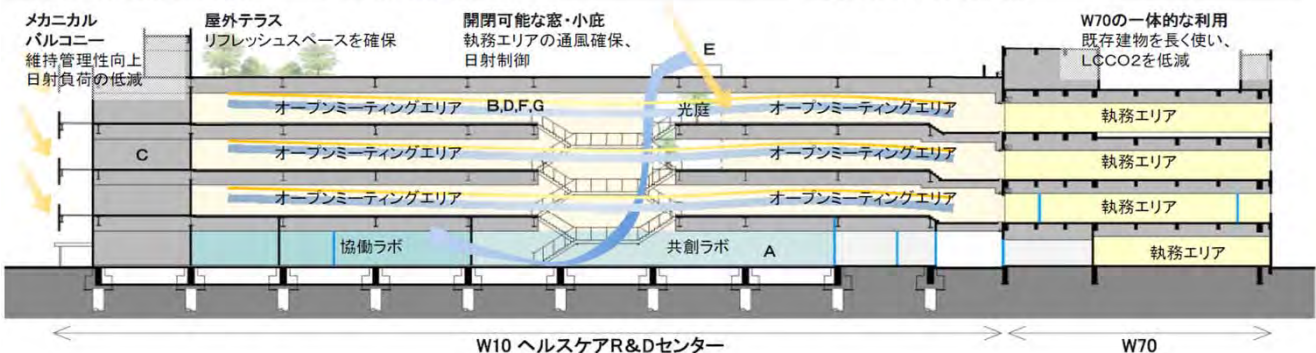 メカニカル
バルコニー
維持管理性向上
日射負荷の低減
屋外テラス
リフレッシュスペースを確保
開閉可能な窓・小庇
執務エリアの通風確保、
日射制御
E
W70の一体的な利用
既存建物を長く使い、
LCCO2を低減
オープンミーティングエリア
B,D,F,G
光庭
オープンミーティングエリア
執務エリア
C
オープンミーティングエリア
オープンミーティングエリア
執務エリア
オープンミーティングエリア
オープンミーティングエリア
執務エリア
協働ラボ
共創ラボ
A
執務エリア
W10 ヘルスケアR&Dセンター
W70